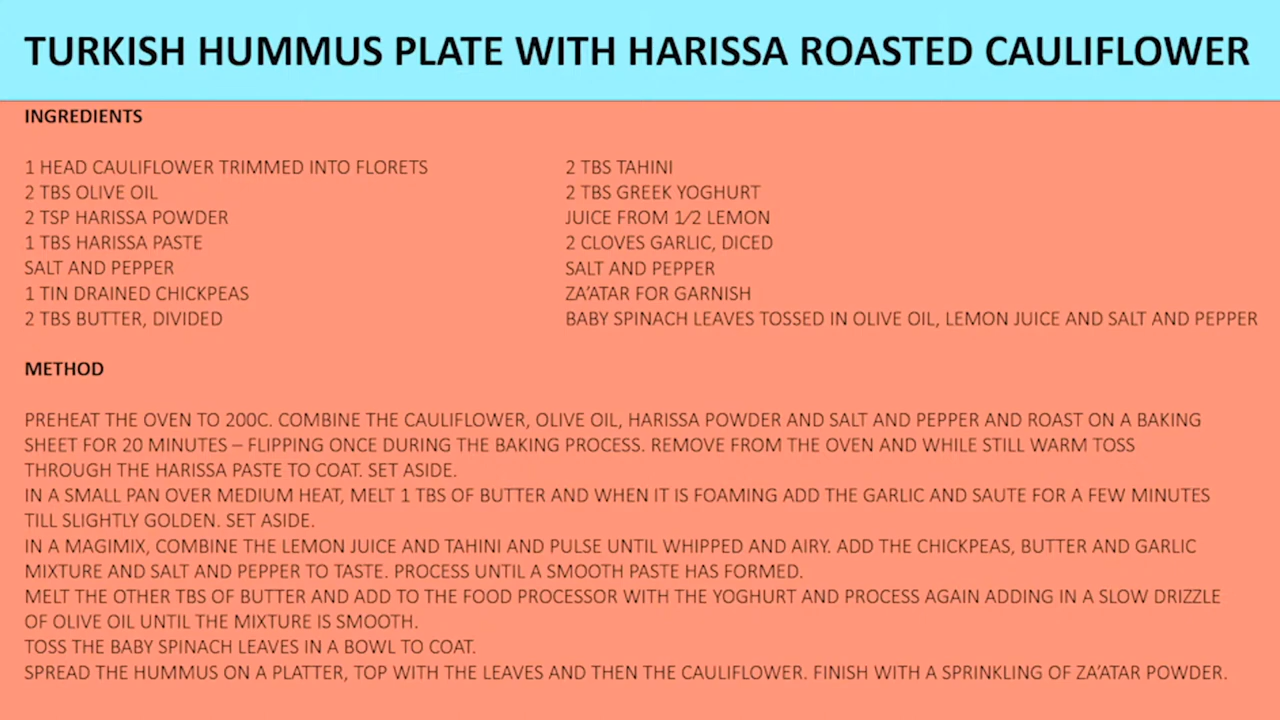 TURKISH HUMMUS PLATE WITH HARISSA ROASTED CAULIFLOWER
INGREDIENTS
1 HEAD CAULIFLOWER TRIMMED INTO FLORETS
2 TBS OLIVE OIL
2 TSP HARISSA POWDER
1 TBS HARISSA PASTE
SALT AND PEPPER
1 TIN DRAINED CHICKPEAS
2 TBS BUTTER, DIVIDED
2 TBS TAHINI
2 TBS GREEK YOGHURT
JUICE FROM 1/2 LEMON
2 CLOVES GARLIC, DICED
SALT AND PEPPER
ZA'ATAR FOR GARNISH
BABY SPINACH LEAVES TOSSED IN OLIVE OIL, LEMON JUICE AND SALT AND PEPPER
METHOD
PREHEAT THE OVEN TO 200C. COMBINE THE CAULIFLOWER, OLIVE OIL, HARISSA POWDER AND SALT AND PEPPER AND ROAST ON A BAKING
SHEET FOR 20 MINUTES – FLIPPING ONCE DURING THE BAKING PROCESS. REMOVE FROM THE OVEN AND WHILE STILL WARM TOSS
THROUGH THE HARISSA PASTE TO COAT. SET ASIDE.
IN A SMALL PAN OVER MEDIUM HEAT, MELT 1 TBS OF BUTTER AND WHEN IT IS FOAMING ADD THE GARLIC AND SAUTE FOR A FEW MINUTES
TILL SLIGHTLY GOLDEN. SET ASIDE.
IN A MAGIMIX, COMBINE THE LEMON JUICE AND TAHINI AND PULSE UNTIL WHIPPED AND AIRY. ADD THE CHICKPEAS, BUTTER AND GARLIC
MIXTURE AND SALT AND PEPPER TO TASTE. PROCESS UNTIL A SMOOTH PASTE HAS FORMED.
MELT THE OTHER TBS OF BUTTER AND ADD TO THE FOOD PROCESSOR WITH THE YOGHURT AND PROCESS AGAIN ADDING IN A SLOW DRIZZLE
OF OLIVE OIL UNTIL THE MIXTURE IS SMOOTH.
TOSS THE BABY SPINACH LEAVES IN A BOWL TO COAT.
SPREAD THE HUMMUS ON A PLATTER, TOP WITH THE LEAVES AND THEN THE CAULIFLOWER. FINISH WITH A SPRINKLING OF ZA'ATAR POWDER.